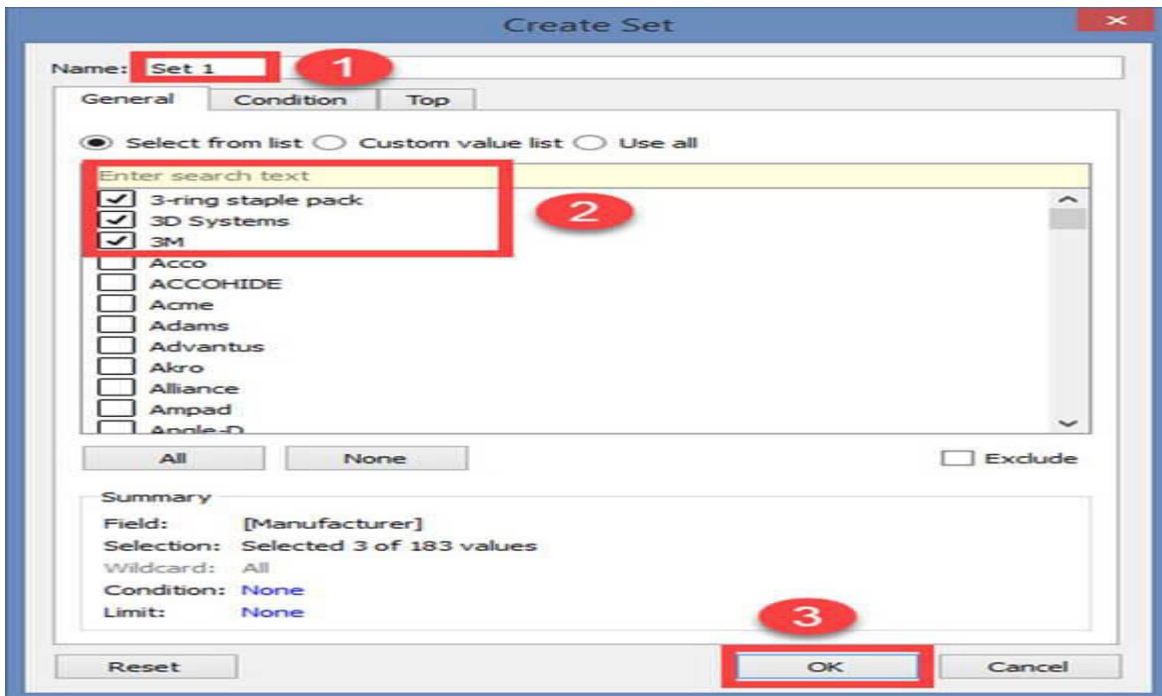 Create Set
Name: Set 1 1
General Condition Top
Select from list Custom value list Use all
Enter search text
3-ring staple pack
2
3D Systems
3M
Acco
ACCOHIDE
Acme
Adams
Advantus
Akro
Alliance
Ampad
Angle-D
All None Exclude
Summary
Field: [Manufacturer]
Selection: Selected 3 of 183 values
Wildcard: All
Condition: None
Limit: None
3
Reset OK Cancel